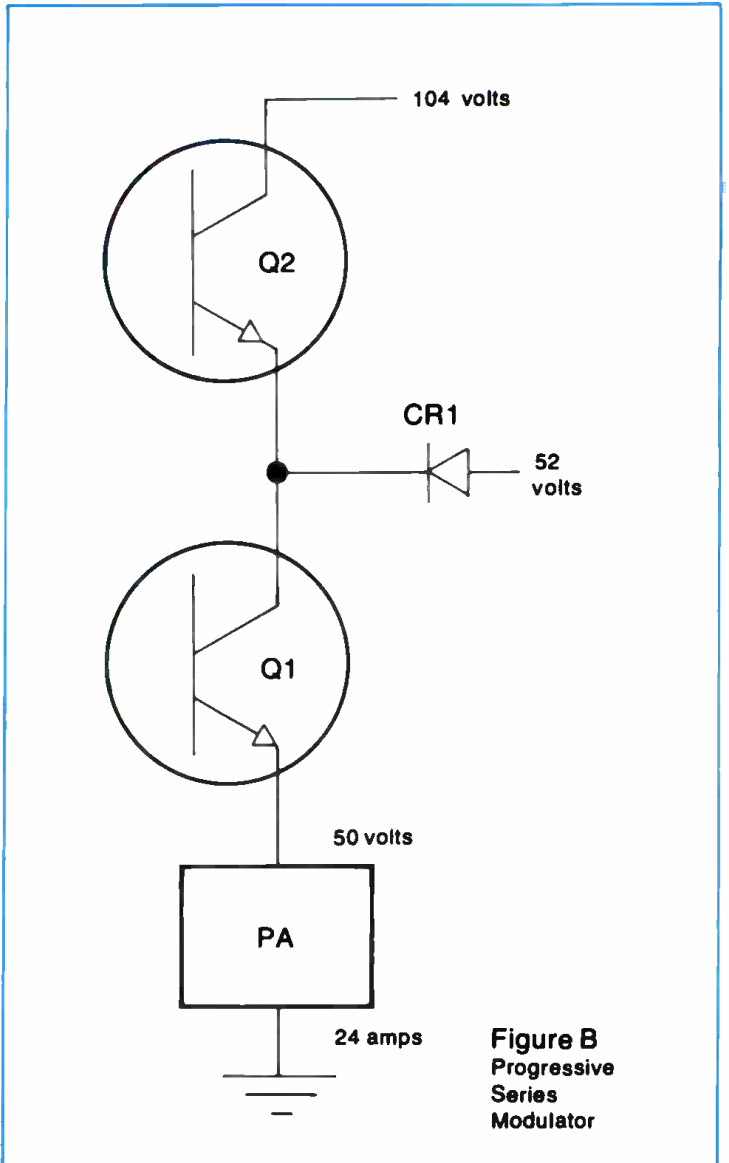 104 volts
Q2
CR1
52
volts
Q1
50 volts
PA
24 amps
Figure B
Progressive
Series
Modulator